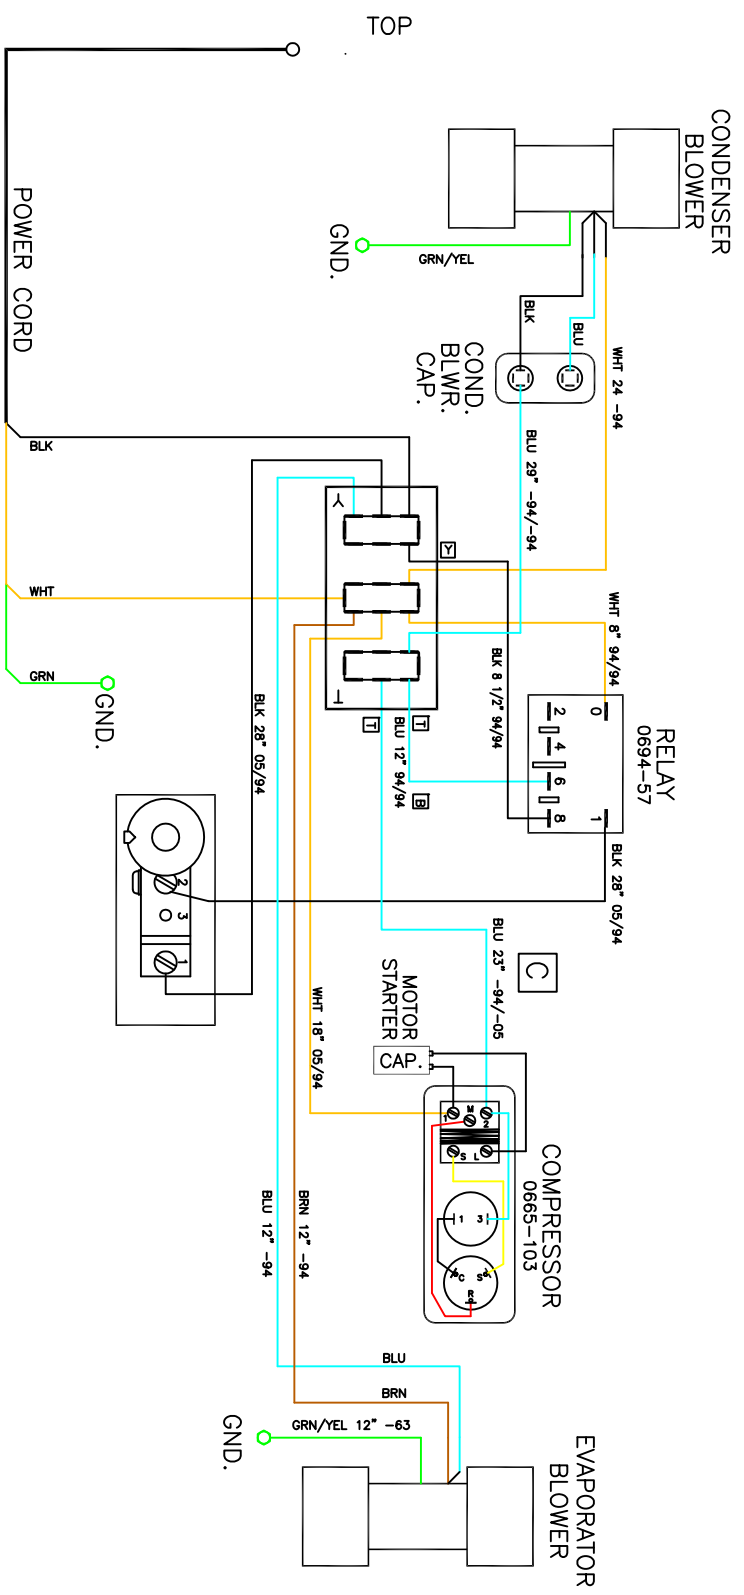 TOP
CONDENSER
BLOWER
GND.
GRN/YEL
BLK
BLU
WHT 24 -94
COND.
BLWR.
CAP.
POWER CORD
BLK
BLU 29" -94/-94
Y
Y
WHT
WHT 8" 94/94
GRN
GND.
BLK 28" 05/94
BLK 8 1/2" 94/94
T
T
T
BLU 12" 94/94
B
RELAY
0694-57
2
0
4
6
8
1
BLK 28" 05/94
2
3
1
BLU 23" -94/-05
C
MOTOR
STARTER
CAP.
WHT 18" 05/94
COMPRESSOR
0665-103
1
M
2
S
L
1
3
C
S
R
BLU 12" -94
BRN 12" -94
BLU
BRN
GRN/YEL 12" -63
GND.
EVAPORATOR
BLOWER